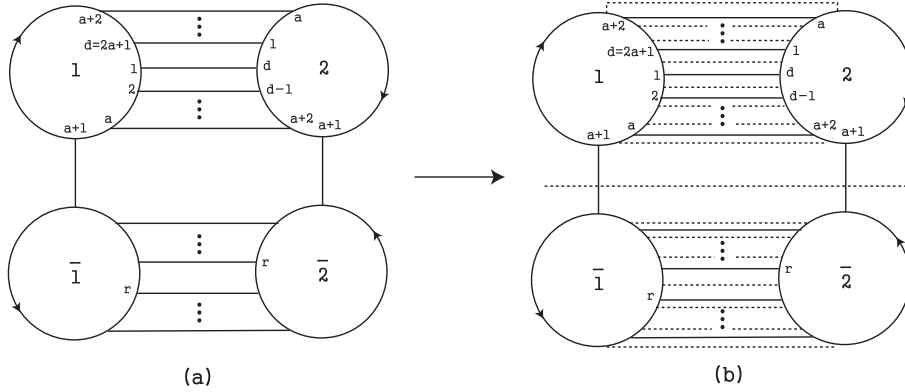 a+2 a a+2 a
d=2a+1 1 d=2a+1 1
1 1 d 2 1 1 d 2
2 d-1 2 d-1
a a+2 a a+2
a+1 a+1 a+1 a+1
r r
1̅ 2̅ 1̅ 2̅
r r
(a) (b)